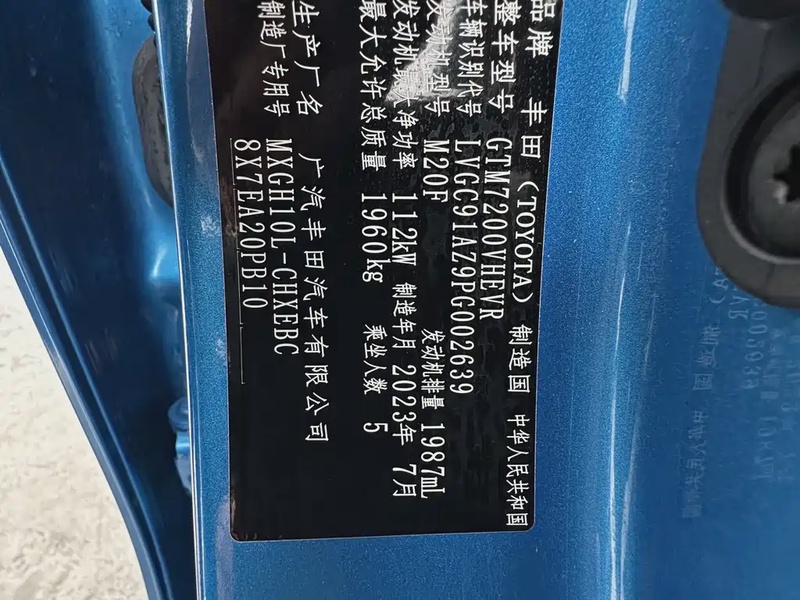 品牌 丰田（TOYOTA） 制造国 中华人民共和国
整车型号 GTM7200VHEVR
车辆识别代号 LVGC91AZ9PG002639
发动机型号 M20F 发动机排量 1987mL
发动机最大净功率 112kW 制造年月 2023年 7月
最大允许总质量 1960kg 乘坐人数 5
生产厂名 广汽丰田汽车有限公司
制造厂专用号 MXGH10L-CHXEBC
8X7EA20PB10